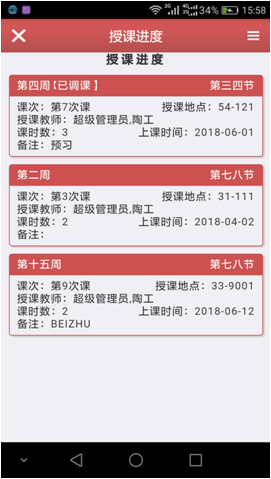 34% 15:58
授课进度
授课进度
第四周【已调课】 第三四节
课次：第7次课 授课地点：54-121
授课教师：超级管理员,陶工
课时数：3 上课时间：2018-06-01
备注：预习
第二周 第七八节
课次：第3次课 授课地点：31-111
授课教师：超级管理员,陶工
课时数：2 上课时间：2018-04-02
备注：
第十五周 第七八节
课次：第9次课 授课地点：33-9001
授课教师：超级管理员,陶工
课时数：2 上课时间：2018-06-12
备注：BEIZHU